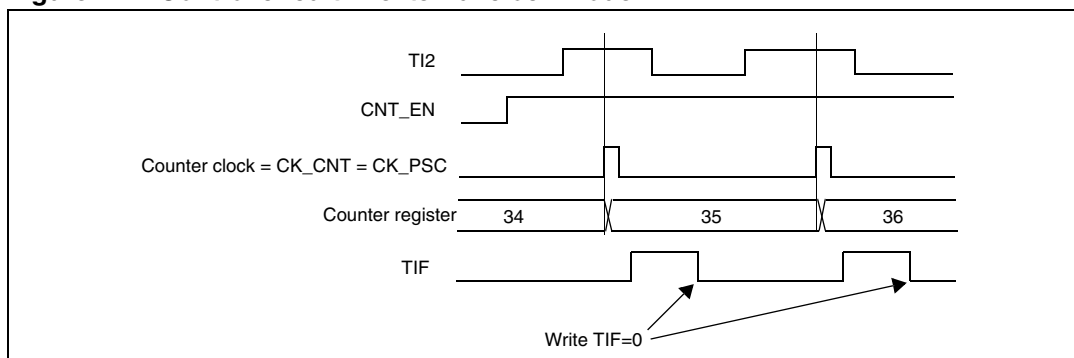 TI2
CNT_EN
Counter clock = CK_CNT = CK_PSC
Counter register 34 35 36
TIF
Write TIF=0